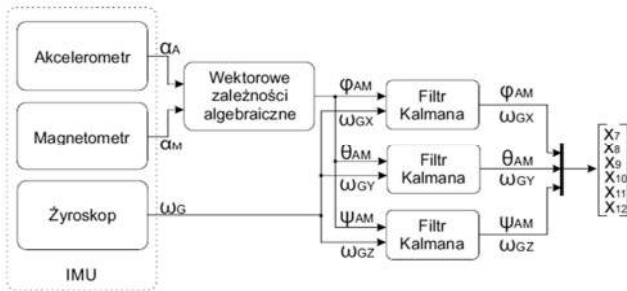 Akcelerometr
αA
Magnetometr
αM
Żyroskop
ωG
IMU
Wektorowe
zależności
algebraiczne
φAM
ωGX
Filtr
Kalmana
φAM
ωGX
θAM
ωGY
Filtr
Kalmana
θAM
ωGY
ψAM
ωGZ
Filtr
Kalmana
ψAM
ωGZ
X7
X8
X9
X10
X11
X12